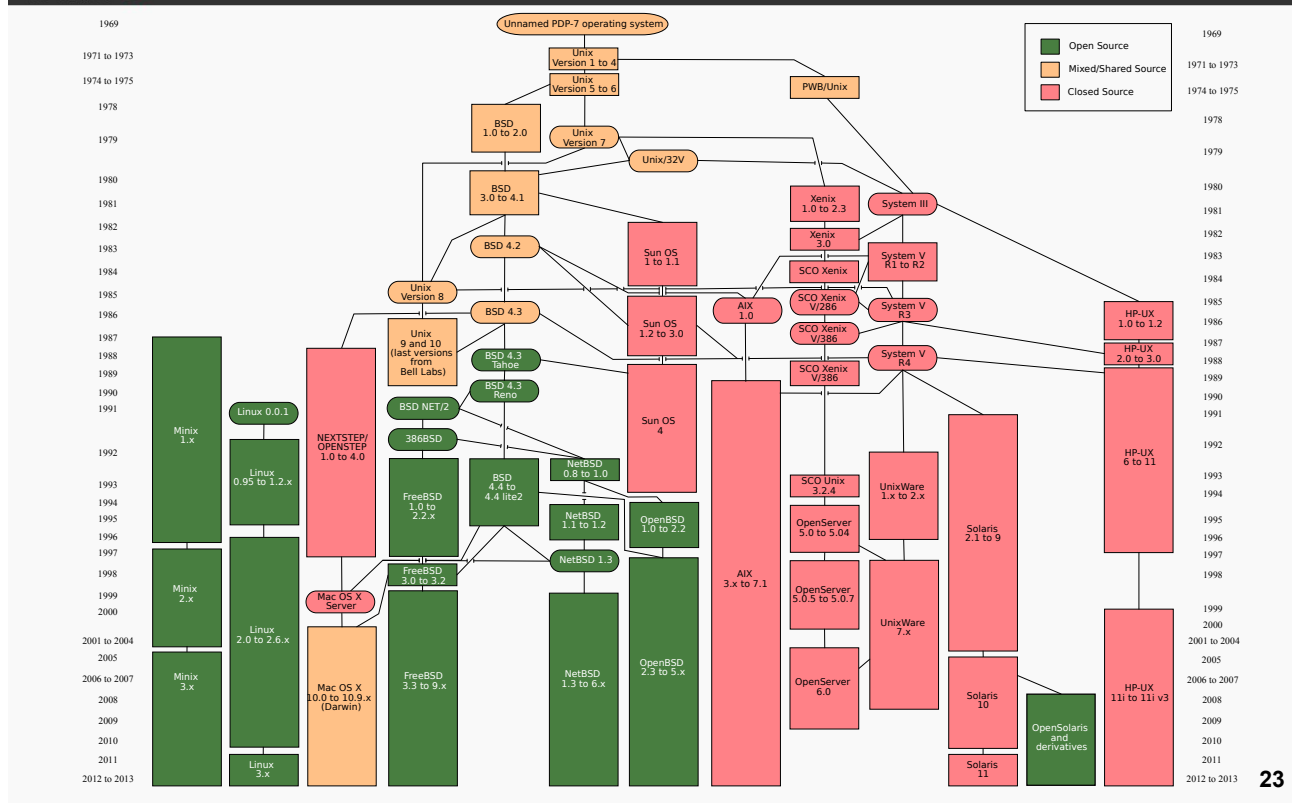 1969
1971 to 1973
1974 to 1975
1978
1979
1980
1981
1982
1983
1984
1985
1986
1987
1988
1989
1990
1991
1992
1993
1994
1995
1996
1997
1998
1999
2000
2001 to 2004
2005
2006 to 2007
2008
2009
2010
2011
2012 to 2013
Unnamed PDP-7 operating system
Unix
Version 1 to 4
Unix
Version 5 to 6
PWB/Unix
BSD
1.0 to 2.0
Unix
Version 7
Unix/32V
BSD
3.0 to 4.1
Xenix
1.0 to 2.3
System III
Xenix
3.0
BSD 4.2
Sun OS
1 to 1.1
System V
R1 to R2
SCO Xenix
Unix
Version 8
SCO Xenix
V/286
AIX
1.0
System V
R3
BSD 4.3
HP-UX
1.0 to 1.2
Sun OS
1.2 to 3.0
SCO Xenix
V/386
Unix
9 and 10
(last versions
from
Bell Labs)
HP-UX
2.0 to 3.0
BSD 4.3
Tahoe
System V
R4
SCO Xenix
V/386
BSD 4.3
Reno
BSD NET/2
Linux 0.0.1
Minix
1.x
Sun OS
4
386BSD
NEXTSTEP/
OPENSTEP
1.0 to 4.0
HP-UX
6 to 11
NetBSD
0.8 to 1.0
Linux
0.95 to 1.2.x
BSD
4.4 to
4.4 lite2
SCO Unix
3.2.4
UnixWare
1.x to 2.x
FreeBSD
1.0 to
2.2.x
NetBSD
1.1 to 1.2
OpenBSD
1.0 to 2.2
OpenServer
5.0 to 5.04
Solaris
2.1 to 9
NetBSD 1.3
FreeBSD
3.0 to 3.2
AIX
3.x to 7.1
Minix
2.x
OpenServer
5.0.5 to 5.0.7
Mac OS X
Server
UnixWare
7.x
Linux
2.0 to 2.6.x
Minix
3.x
OpenBSD
2.3 to 5.x
FreeBSD
3.3 to 9.x
NetBSD
1.3 to 6.x
OpenServer
6.0
Mac OS X
10.0 to 10.9.x
(Darwin)
Solaris
10
HP-UX
11i to 11i v3
OpenSolaris
and
derivatives
Linux
3.x
Solaris
11
Open Source
Mixed/Shared Source
Closed Source
1969
1971 to 1973
1974 to 1975
1978
1979
1980
1981
1982
1983
1984
1985
1986
1987
1988
1989
1990
1991
1992
1993
1994
1995
1996
1997
1998
1999
2000
2001 to 2004
2005
2006 to 2007
2008
2009
2010
2011
2012 to 2013
23